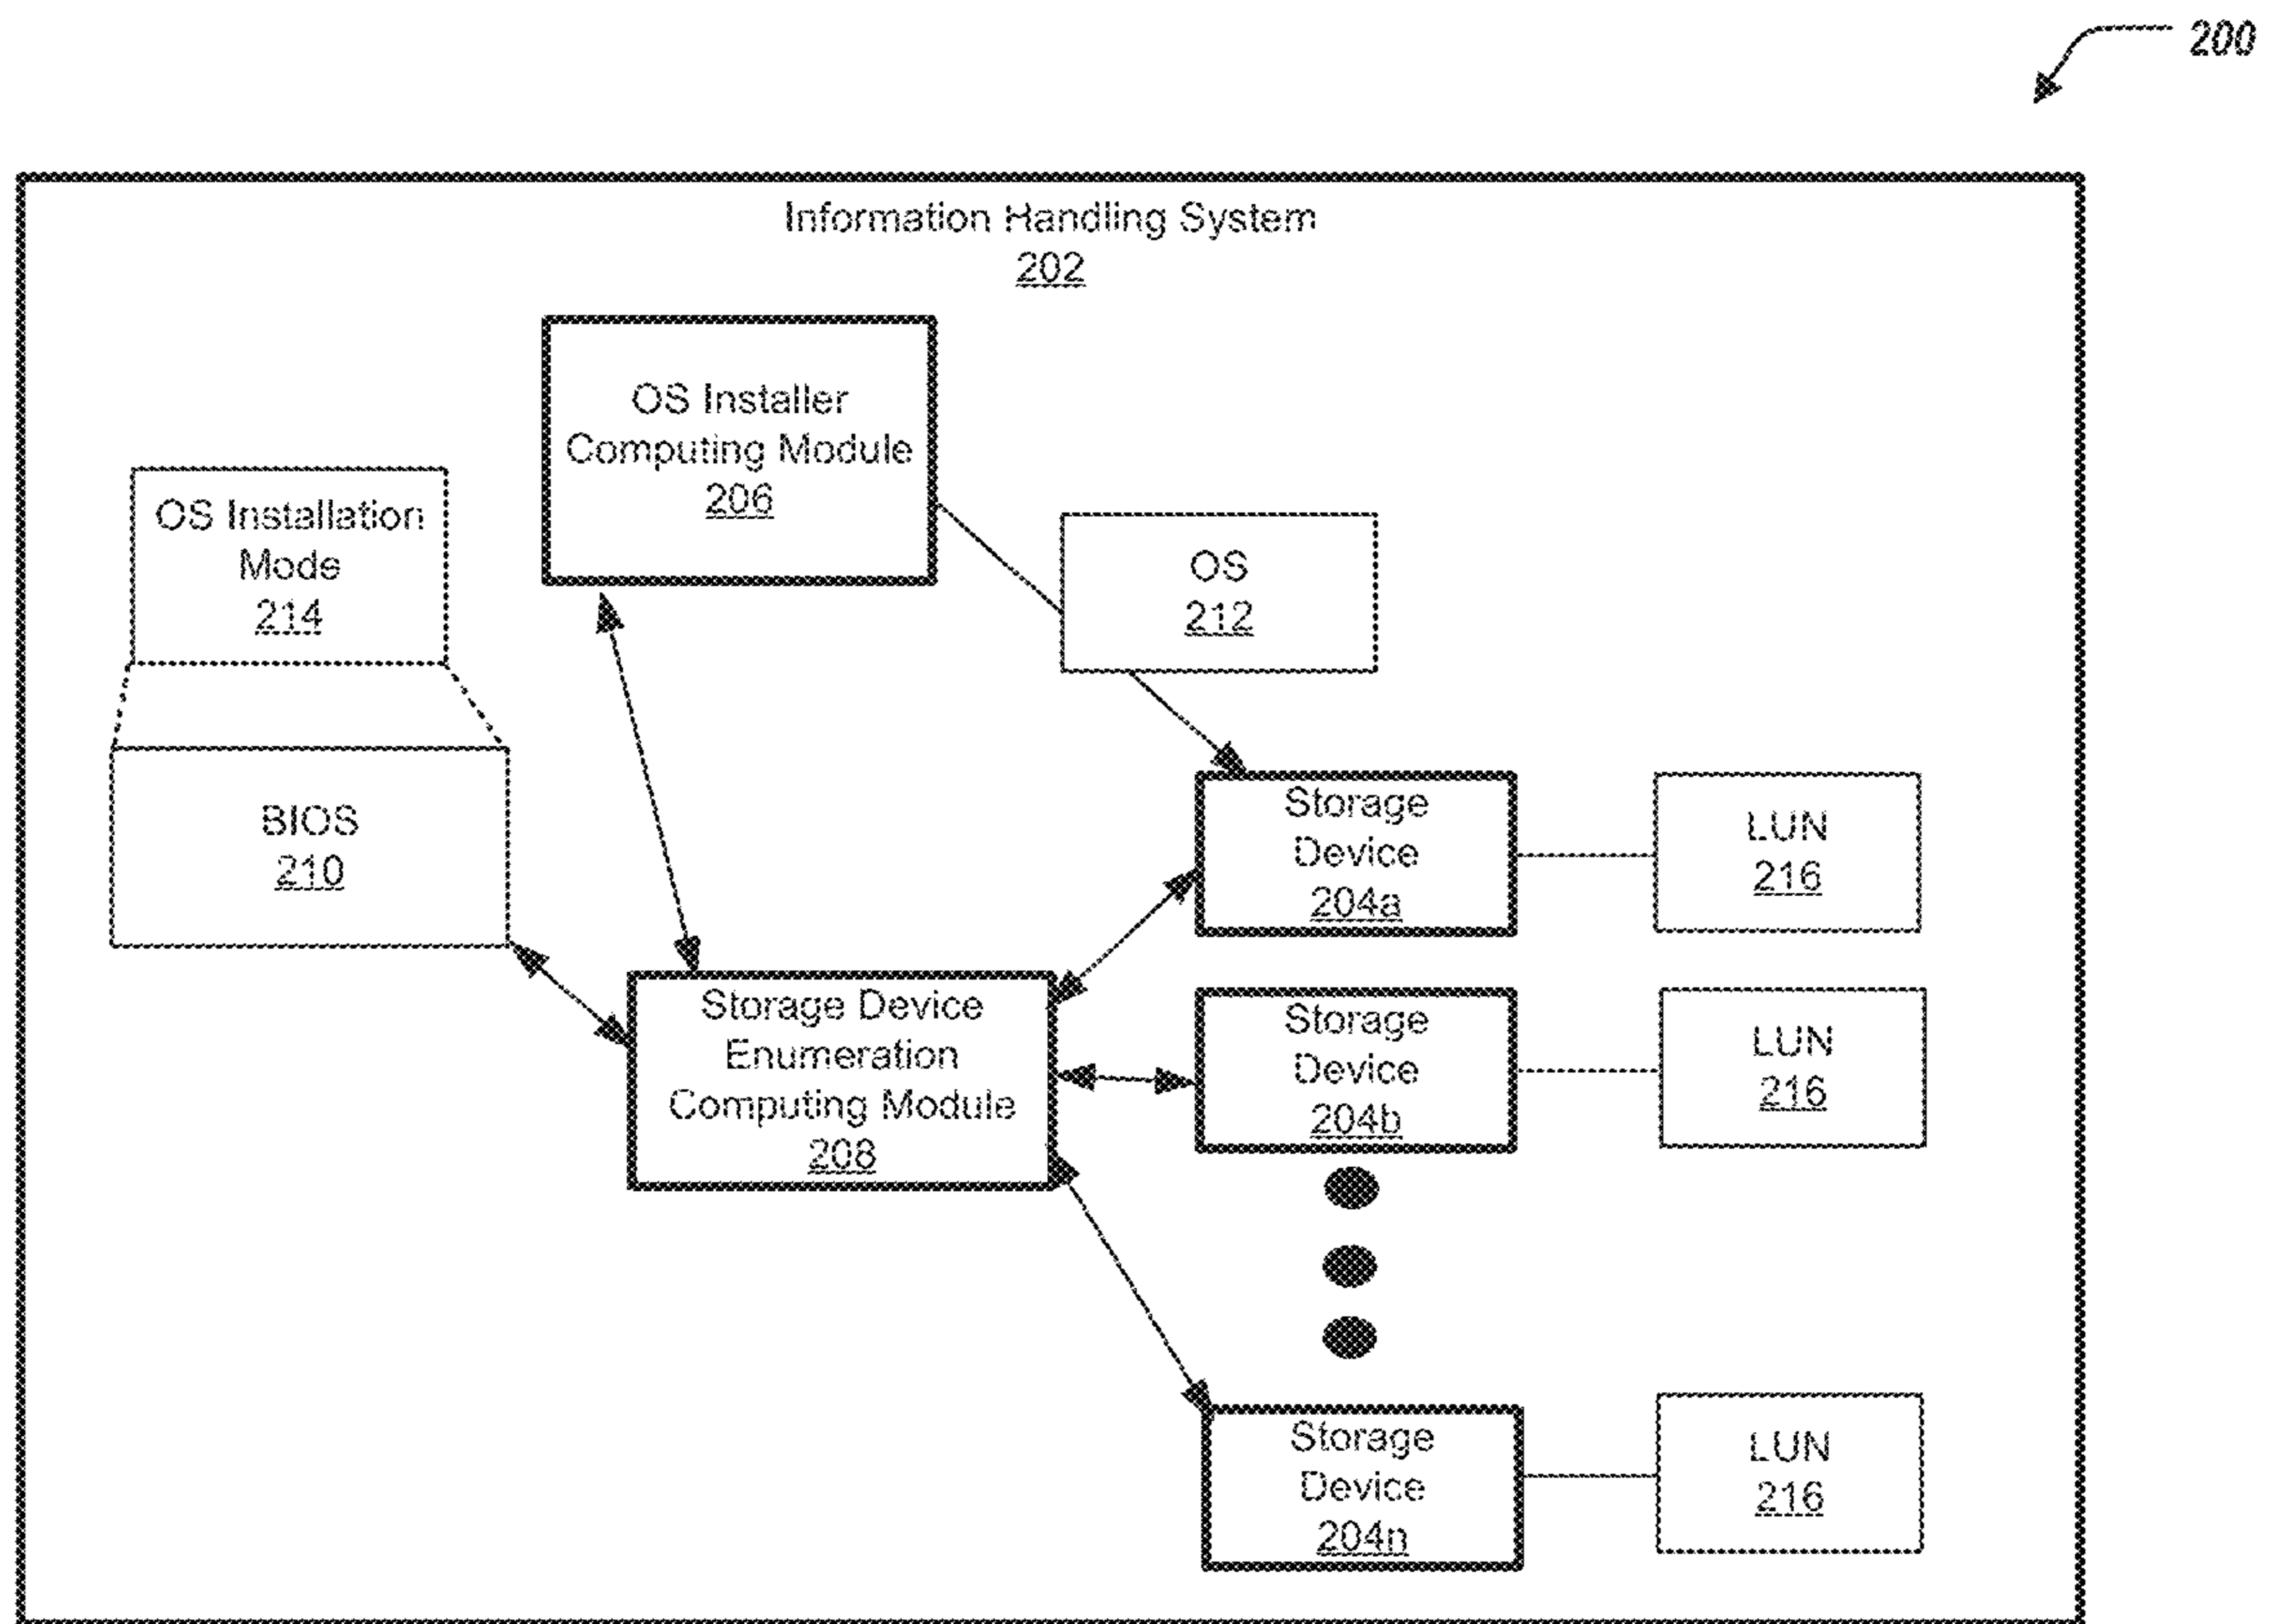 200
Information Handling System
202
OS Installer
Computing Module
206
OS Installation
Mode
214
OS
212
BIOS
210
Storage
Device
204a
LUN
216
Storage Device
Enumeration
Computing Module
208
Storage
Device
204b
LUN
216
Storage
Device
204n
LUN
216